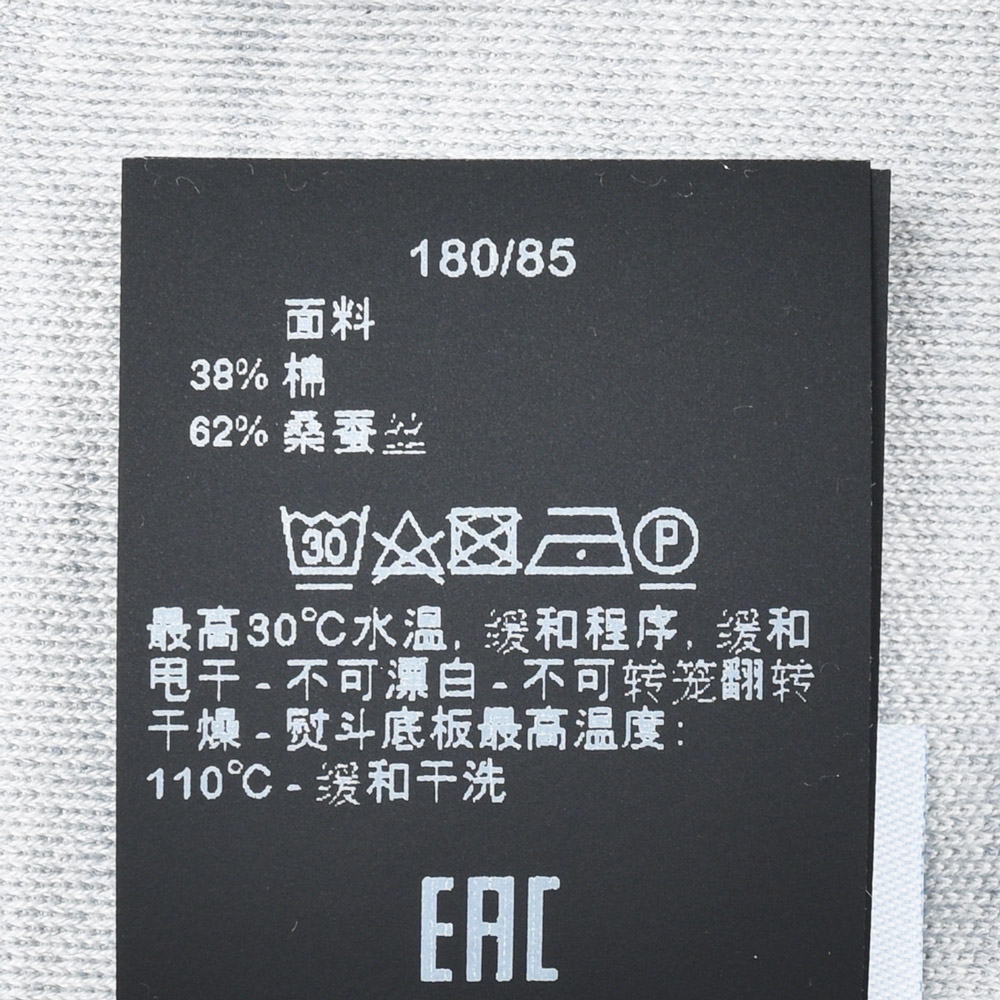 180/85
面料
38% 棉
62% 桑蚕丝
30 P
最高30°C水温, 缓和程序, 缓和
甩干 - 不可漂白 - 不可转笼翻转
干燥 - 熨斗底板最高温度:
110°C - 缓和干洗
EAC